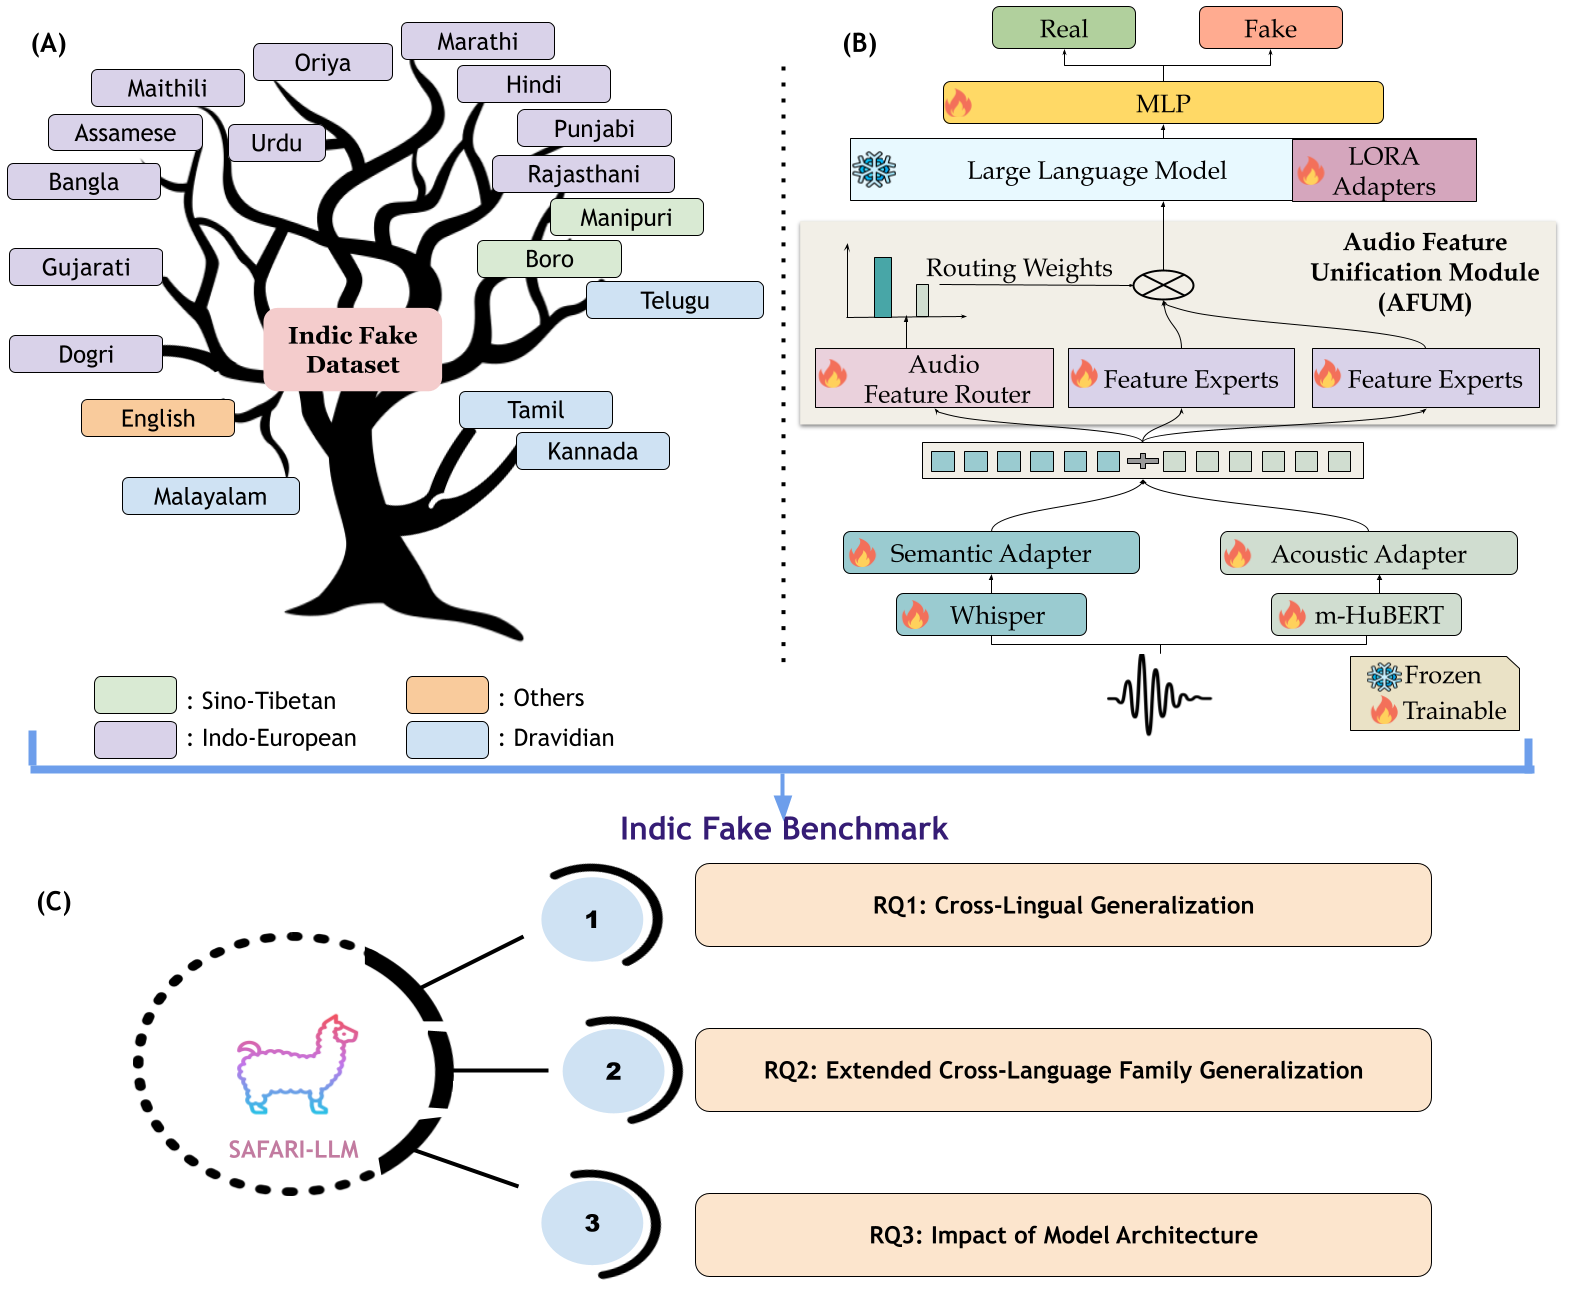 (A)
Marathi
Oriya
Hindi
Maithili
Punjabi
Assamese
Urdu
Rajasthani
Bangla
Manipuri
Boro
Gujarati
Telugu
Indic Fake
Dataset
Dogri
English
Tamil
Kannada
Malayalam
: Sino-Tibetan
: Others
: Indo-European
: Dravidian
(B)
Real
Fake
MLP
Large Language Model
LORA
Adapters
Audio Feature
Unification Module
(AFUM)
Routing Weights
Audio
Feature Router
Feature Experts
Feature Experts
Semantic Adapter
Acoustic Adapter
Whisper
m-HuBERT
Frozen
Trainable
Indic Fake Benchmark
(C)
SAFARI-LLM
1
RQ1: Cross-Lingual Generalization
2
RQ2: Extended Cross-Language Family Generalization
3
RQ3: Impact of Model Architecture